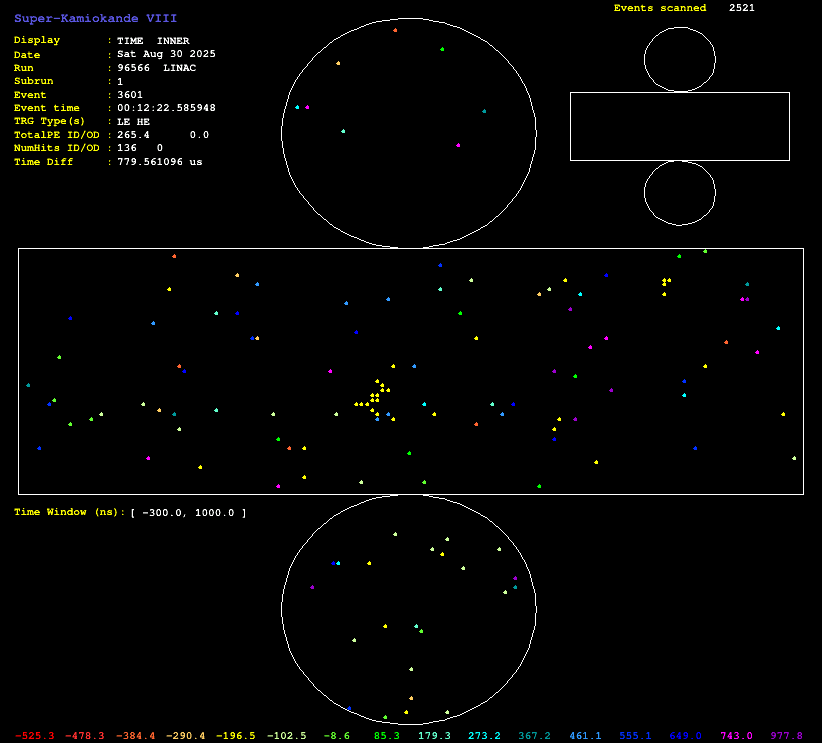 Super-Kamiokande VIII
Events scanned 2521
Display : TIME INNER
Date : Sat Aug 30 2025
Run : 96566 LINAC
Subrun : 1
Event : 3601
Event time : 00:12:22.585948
TRG Type(s) : LE HE
TotalPE ID/OD : 265.4 0.0
NumHits ID/OD : 136 0
Time Diff : 779.561096 us
Time Window (ns): [ -300.0, 1000.0 ]
-525.3 -478.3 -384.4 -290.4 -196.5 -102.5 -8.6 85.3 179.3 273.2 367.2 461.1 555.1 649.0 743.0 977.8